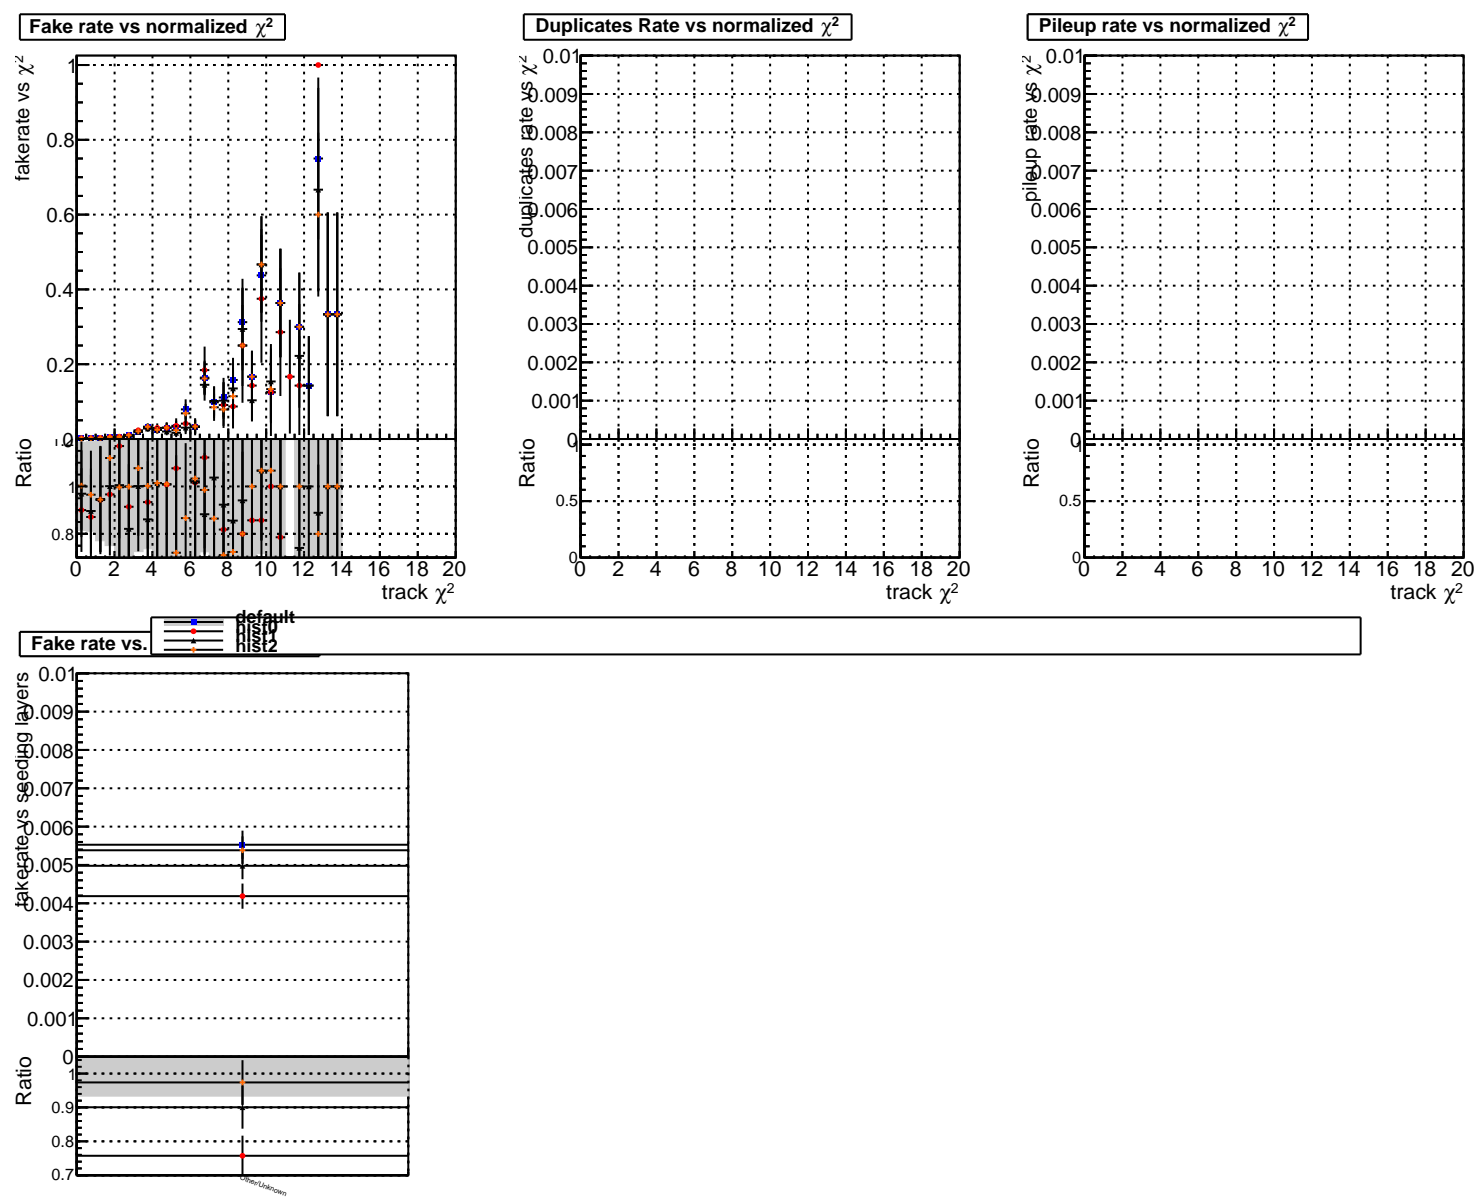 Fake rate vs normalized χ²
fakerate vs χ²
1
0.8
0.6
0.4
0.2
0
Ratio
1
0.8
0 2 4 6 8 10 12 14 16 18 20
track χ²
Duplicates Rate vs normalized χ²
duplicates rate vs χ²
0.01
0.009
0.008
0.007
0.006
0.005
0.004
0.003
0.002
0.001
0
Ratio
1
0.5
0
0 2 4 6 8 10 12 14 16 18 20
track χ²
Pileup rate vs normalized χ²
pileup rate vs χ²
0.01
0.009
0.008
0.007
0.006
0.005
0.004
0.003
0.002
0.001
0
Ratio
1
0.5
0
0 2 4 6 8 10 12 14 16 18 20
track χ²
Fake rate vs.
default
hist0
hist1
hist2
fakerate vs seeding layers
0.01
0.009
0.008
0.007
0.006
0.005
0.004
0.003
0.002
0.001
0
Ratio
1
0.9
0.8
0.7
Other/Unknown